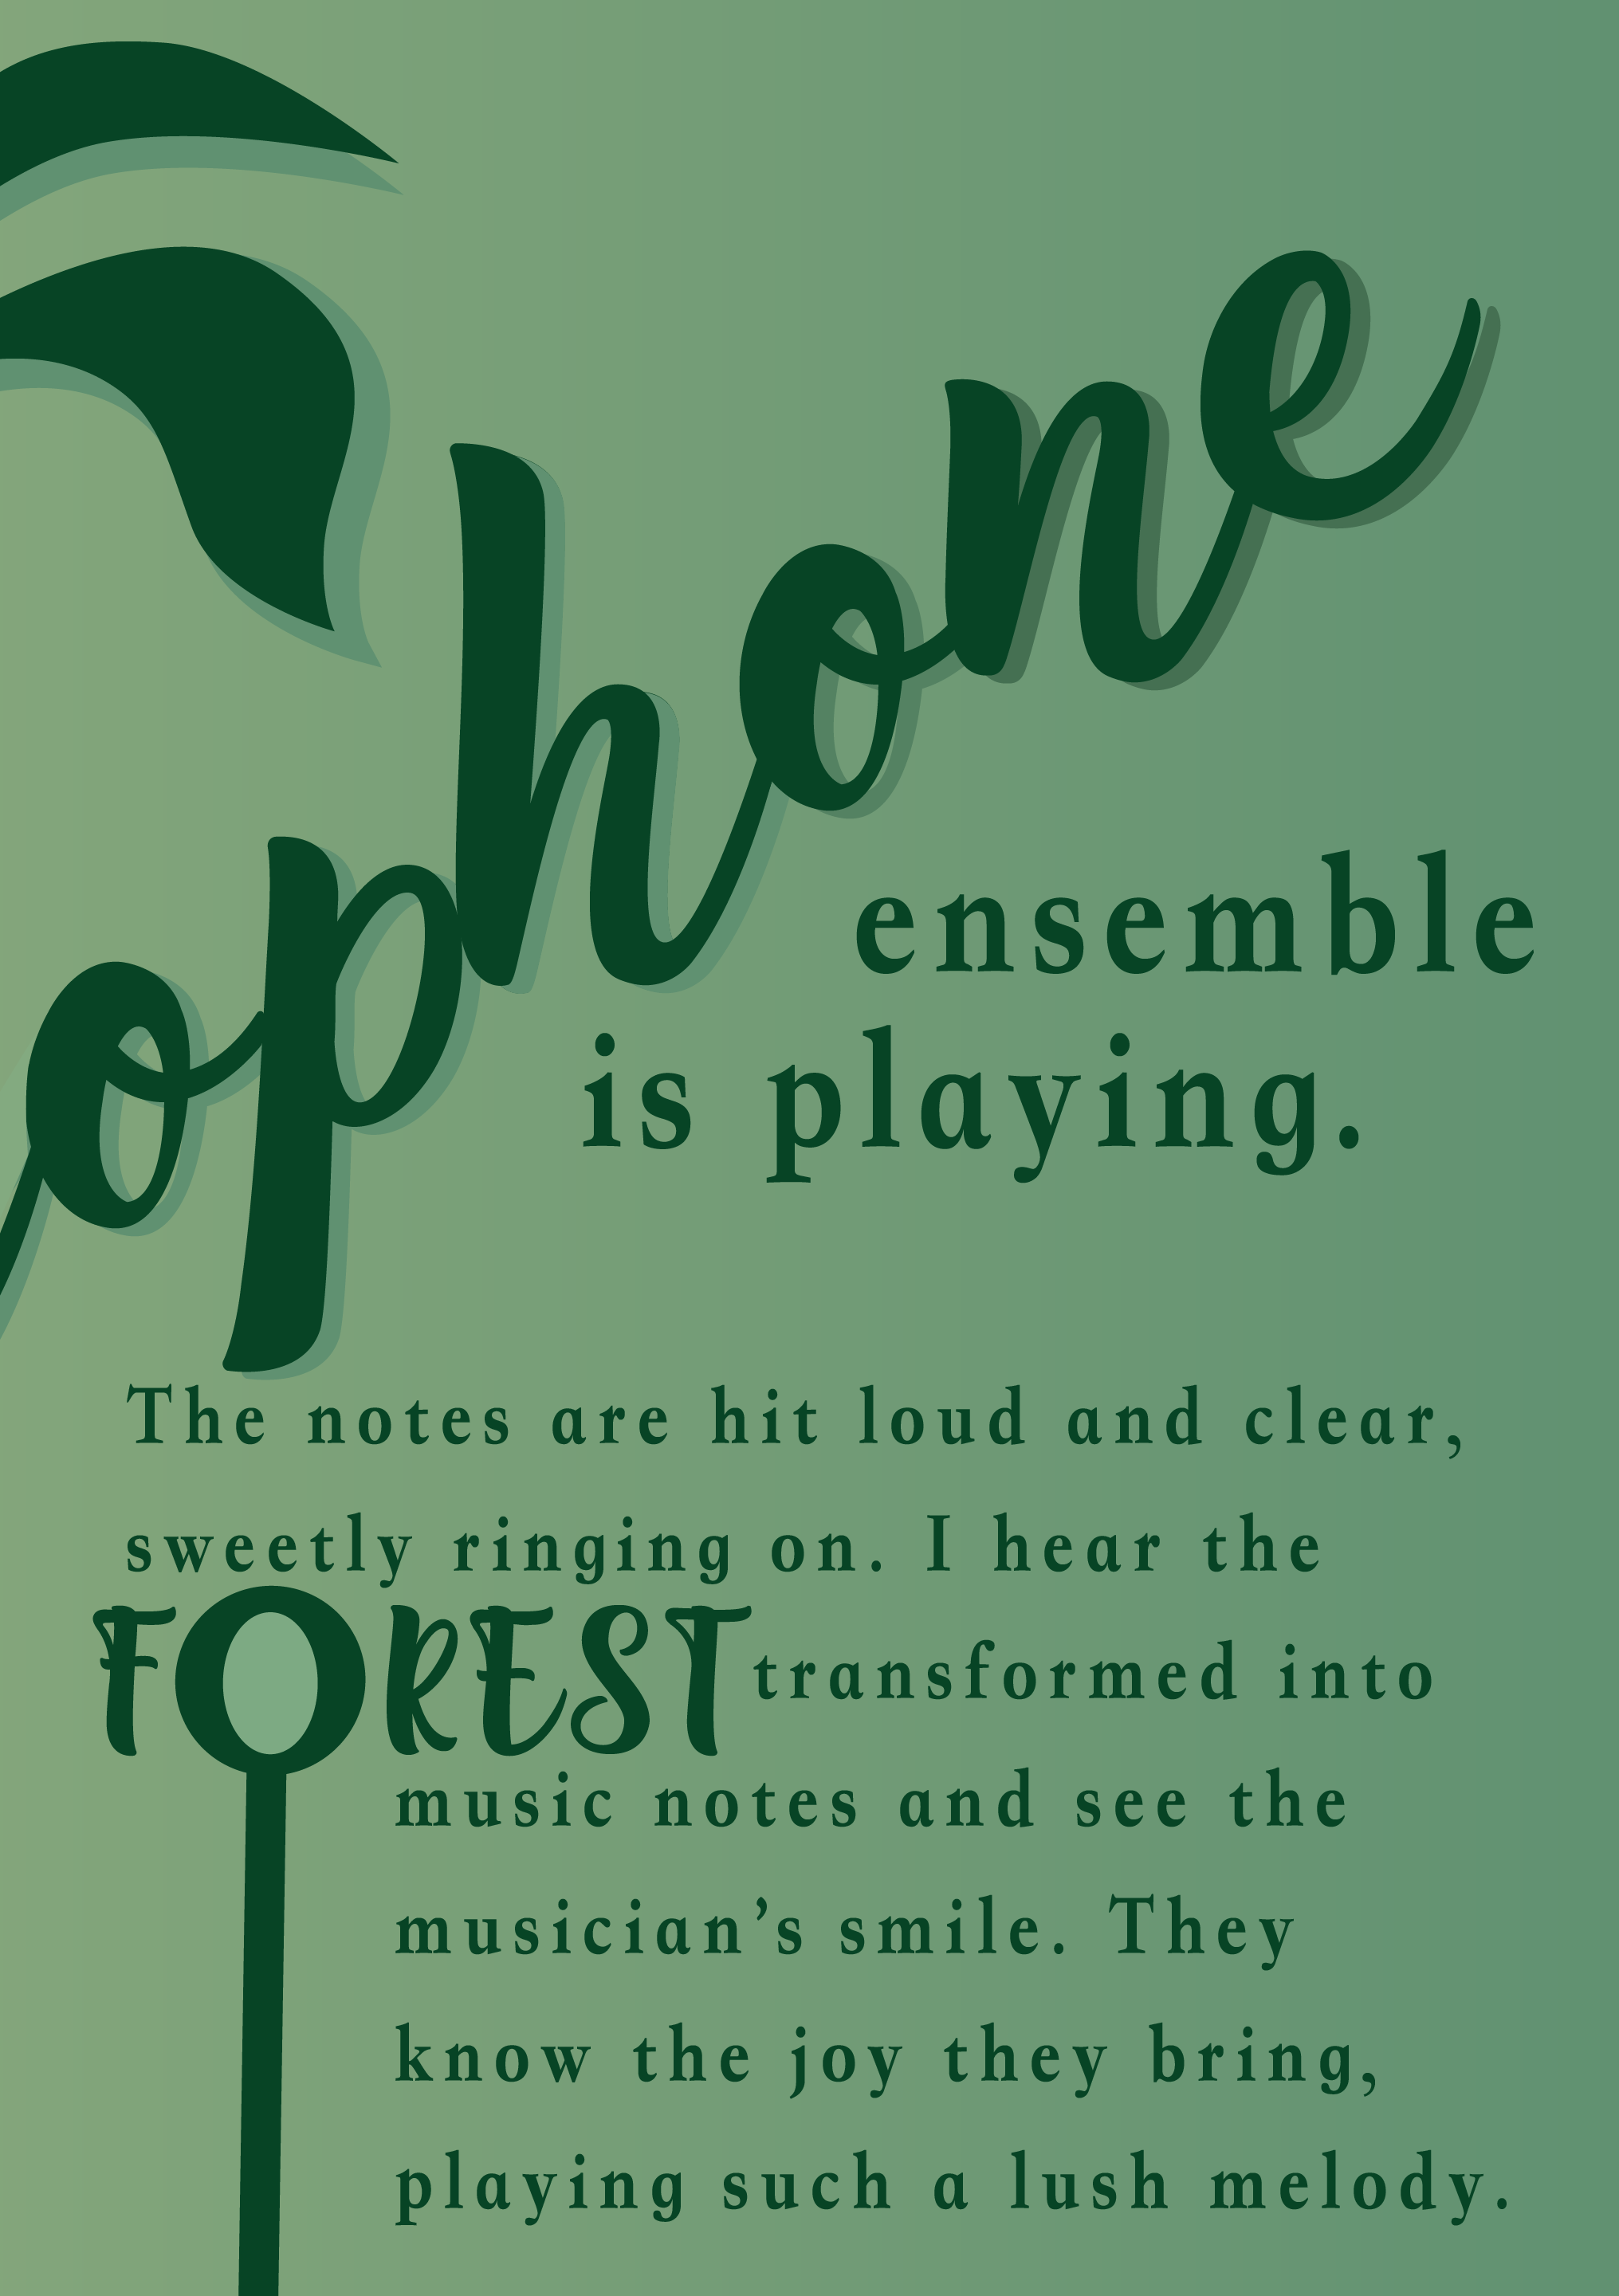 ophone
ensemble
is playing.
The notes are hit loud and clear,
sweetly ringing on. I hear the
FOREST transformed into
music notes and see the
musician’s smile. They
know the joy they bring,
playing such a lush melody.